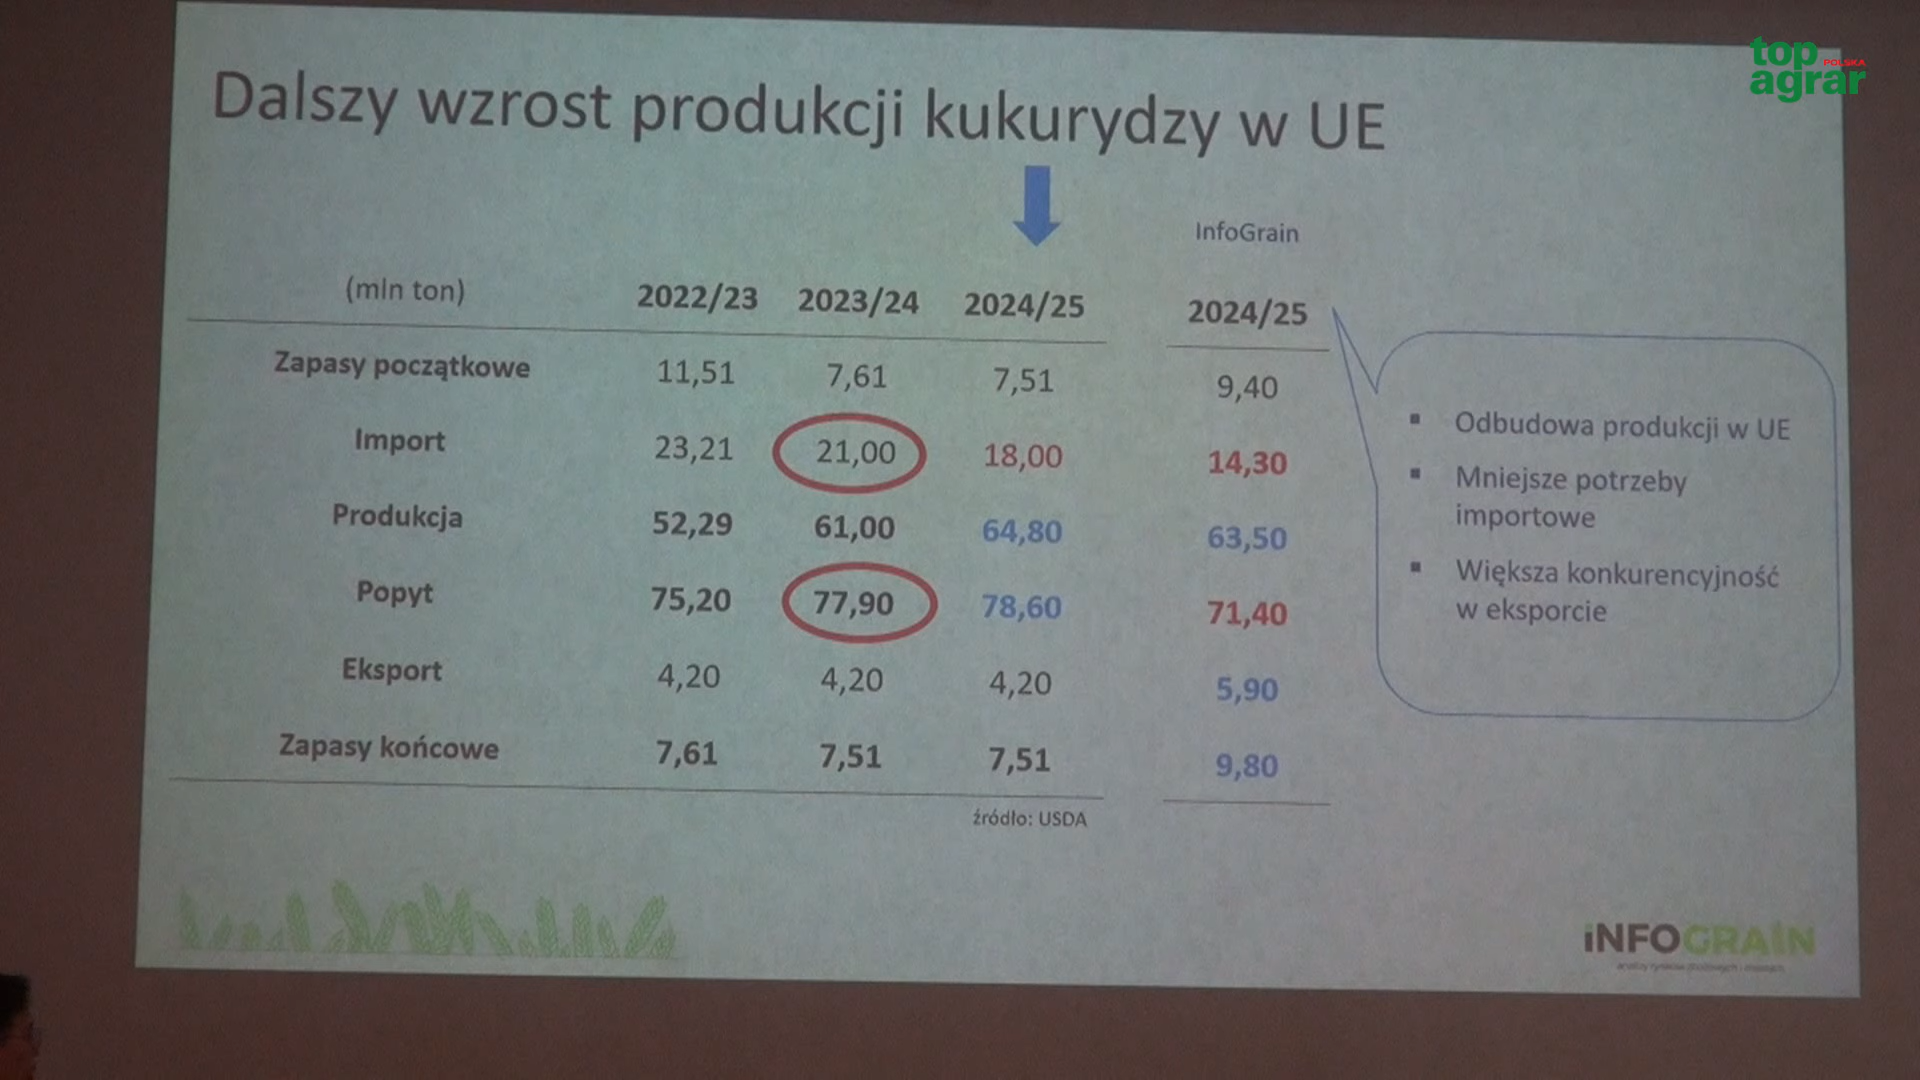 top
POLSKA
agrar
Dalszy wzrost produkcji kukurydzy w UE
InfoGrain
(mln ton) 2022/23 2023/24 2024/25 2024/25
Zapasy początkowe 11,51 7,61 7,51 9,40
Import 23,21 21,00 18,00 14,30
Produkcja 52,29 61,00 64,80 63,50
Popyt 75,20 77,90 78,60 71,40
Eksport 4,20 4,20 4,20 5,90
Zapasy końcowe 7,61 7,51 7,51 9,80
źródło: USDA
▪ Odbudowa produkcji w UE
▪ Mniejsze potrzeby
importowe
▪ Większa konkurencyjność
w eksporcie
iNFOGRAiN